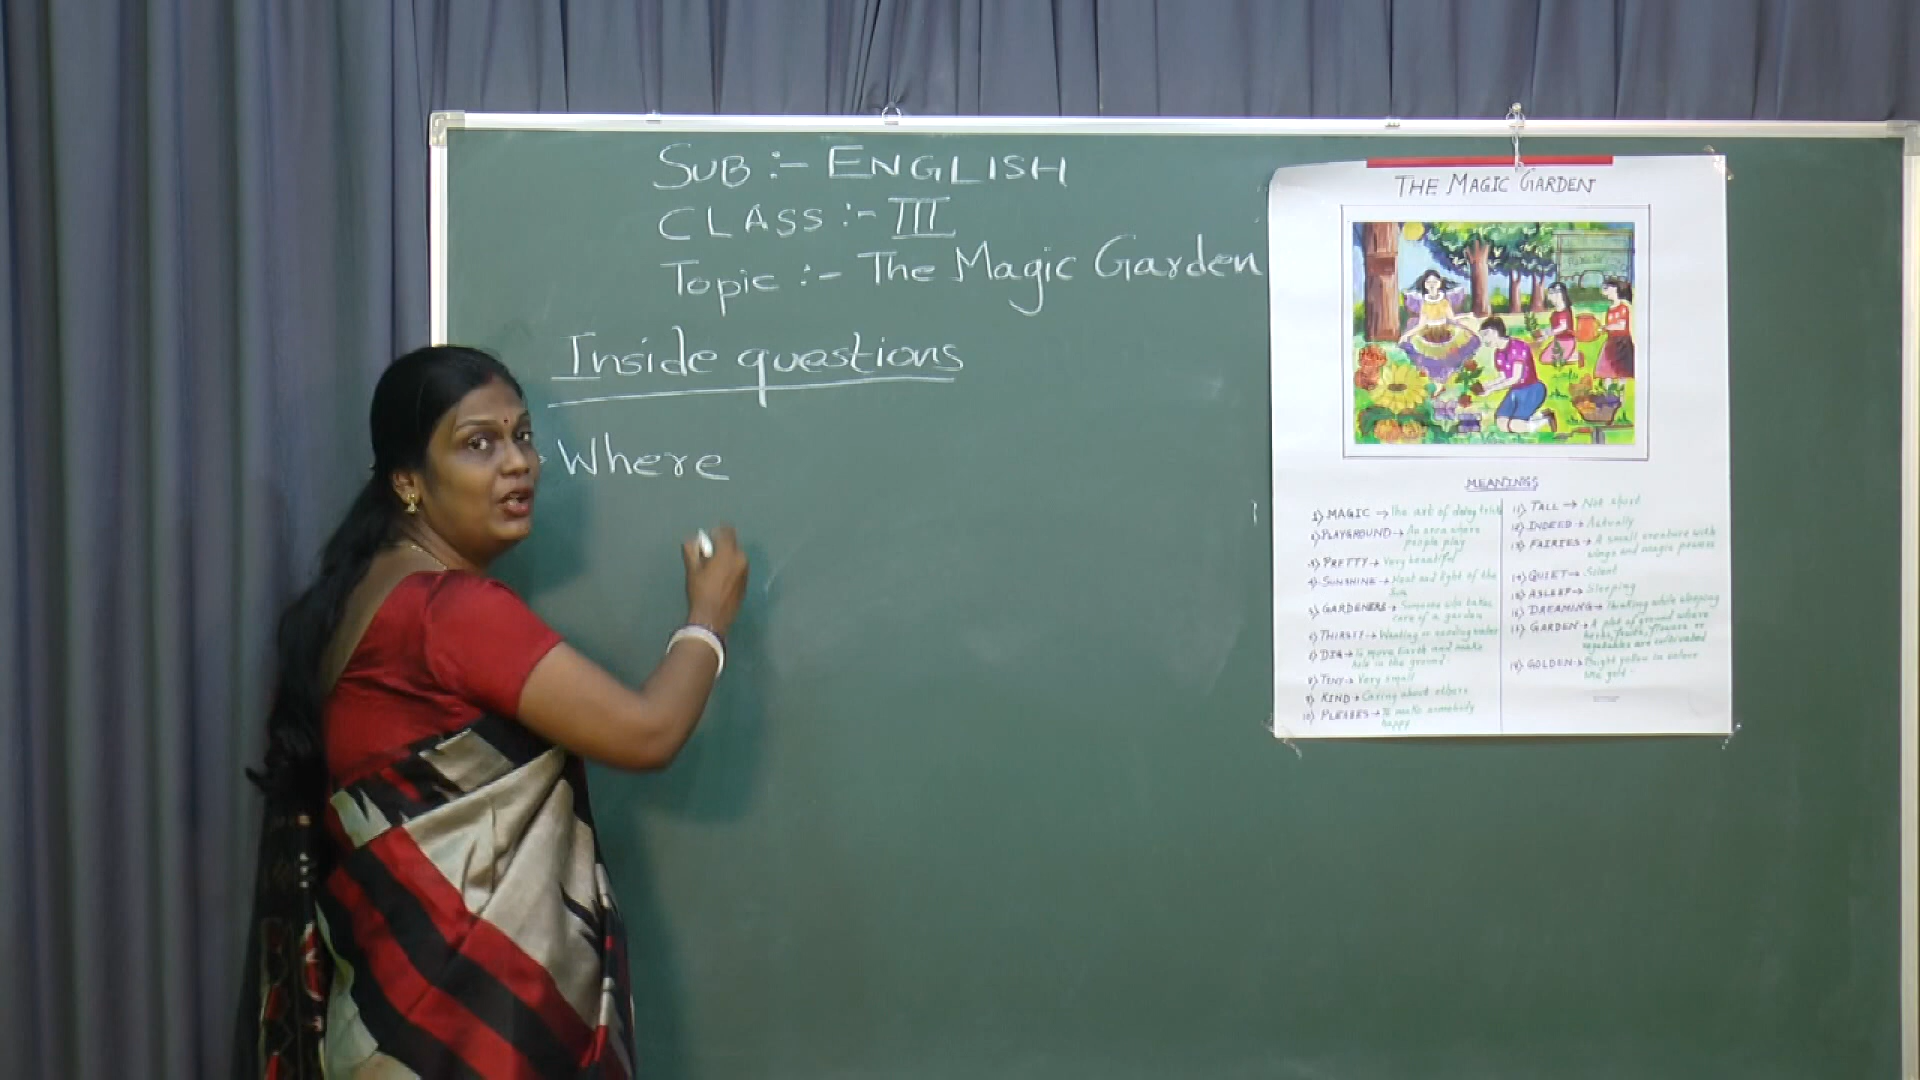 SUB :- ENGLISH
CLASS :- III
Topic :- The Magic Garden
Inside questions
Where
THE MAGIC GARDEN
MEANINGS
1) MAGIC → The art of doing tricks
2) PLAYGROUND → An area where
people play
3) PRETTY → Very beautiful
4) SUNSHINE → Heat and light of the
Sun
5) GARDENERS → Someone who takes
care of a garden
6) THIRSTY → Wanting or needing water
7) DIG → To move Earth and make
hole in the ground
8) TINY → Very small
9) KIND → Caring about others
10) PLEASES → To make somebody
happy
11) TALL → Not short
12) INDEED → Actually
13) FAIRIES → A small creature with
wings and magic powers
14) QUIET → Silent
15) ASLEEP → Sleeping
16) DREAMING → Thinking while sleeping
17) GARDEN → A plot of ground where
herbs, fruits, flowers or
vegetables are cultivated
18) GOLDEN → Bright yellow in colour
like gold